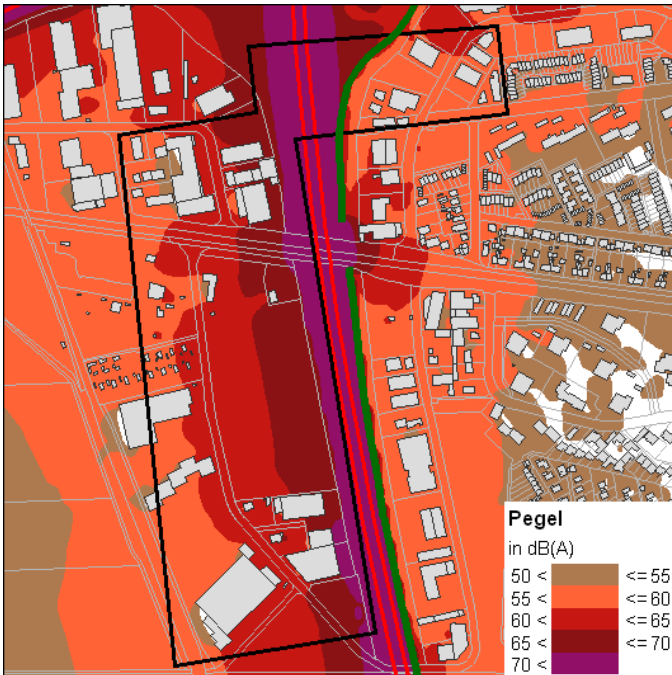 Pegel
in dB(A)
50 < <= 55
55 < <= 60
60 < <= 65
65 < <= 70
70 <